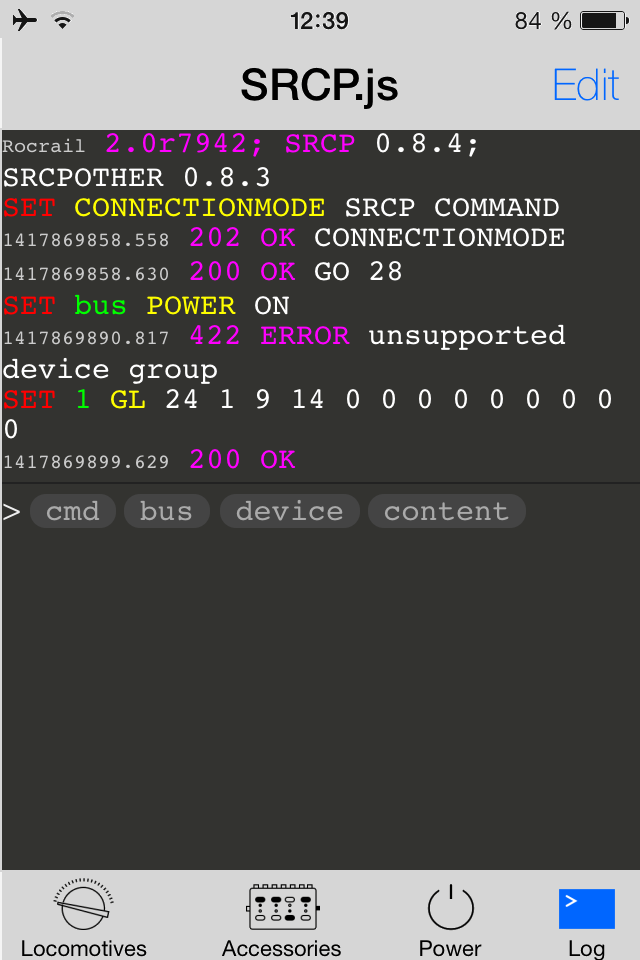 12:39
84 %
SRCP.js
Edit
Rocrail 2.0r7942; SRCP 0.8.4;
SRCPOTHER 0.8.3
SET CONNECTIONMODE SRCP COMMAND
1417869858.558 202 OK CONNECTIONMODE
1417869858.630 200 OK GO 28
SET bus POWER ON
1417869890.817 422 ERROR unsupported
device group
SET 1 GL 24 1 9 14 0 0 0 0 0 0 0 0
0
1417869899.629 200 OK
> cmd bus device content
>
Locomotives
Accessories
Power
Log